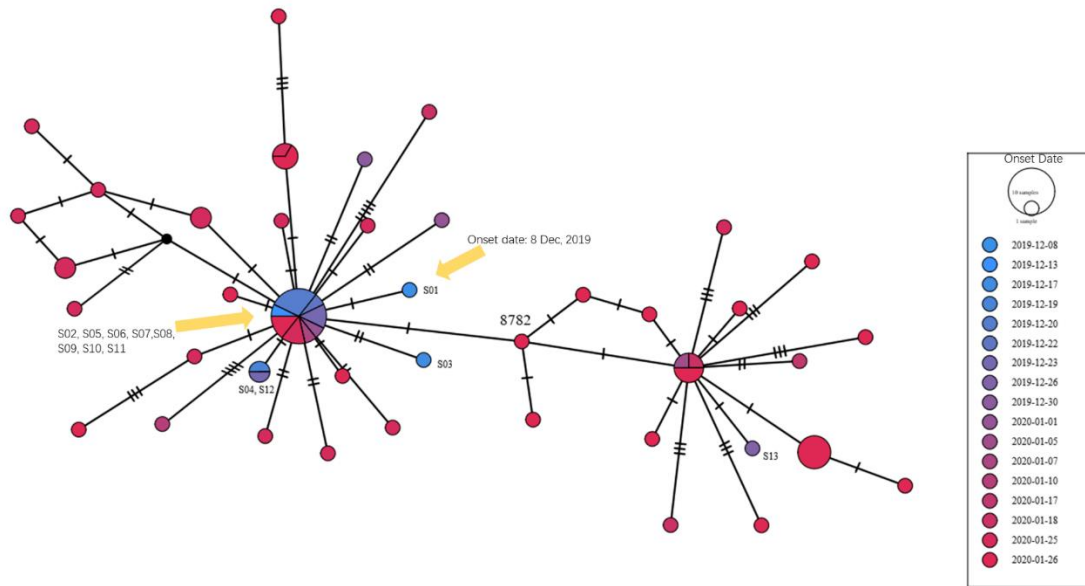 Onset date: 8 Dec, 2019
S01
8782
S02, S05, S06, S07,S08,
S09, S10, S11
S03
S04, S12
S13
Onset Date
10 samples
1 sample
2019-12-08
2019-12-13
2019-12-17
2019-12-19
2019-12-20
2019-12-22
2019-12-23
2019-12-26
2019-12-30
2020-01-01
2020-01-05
2020-01-07
2020-01-10
2020-01-17
2020-01-18
2020-01-25
2020-01-26